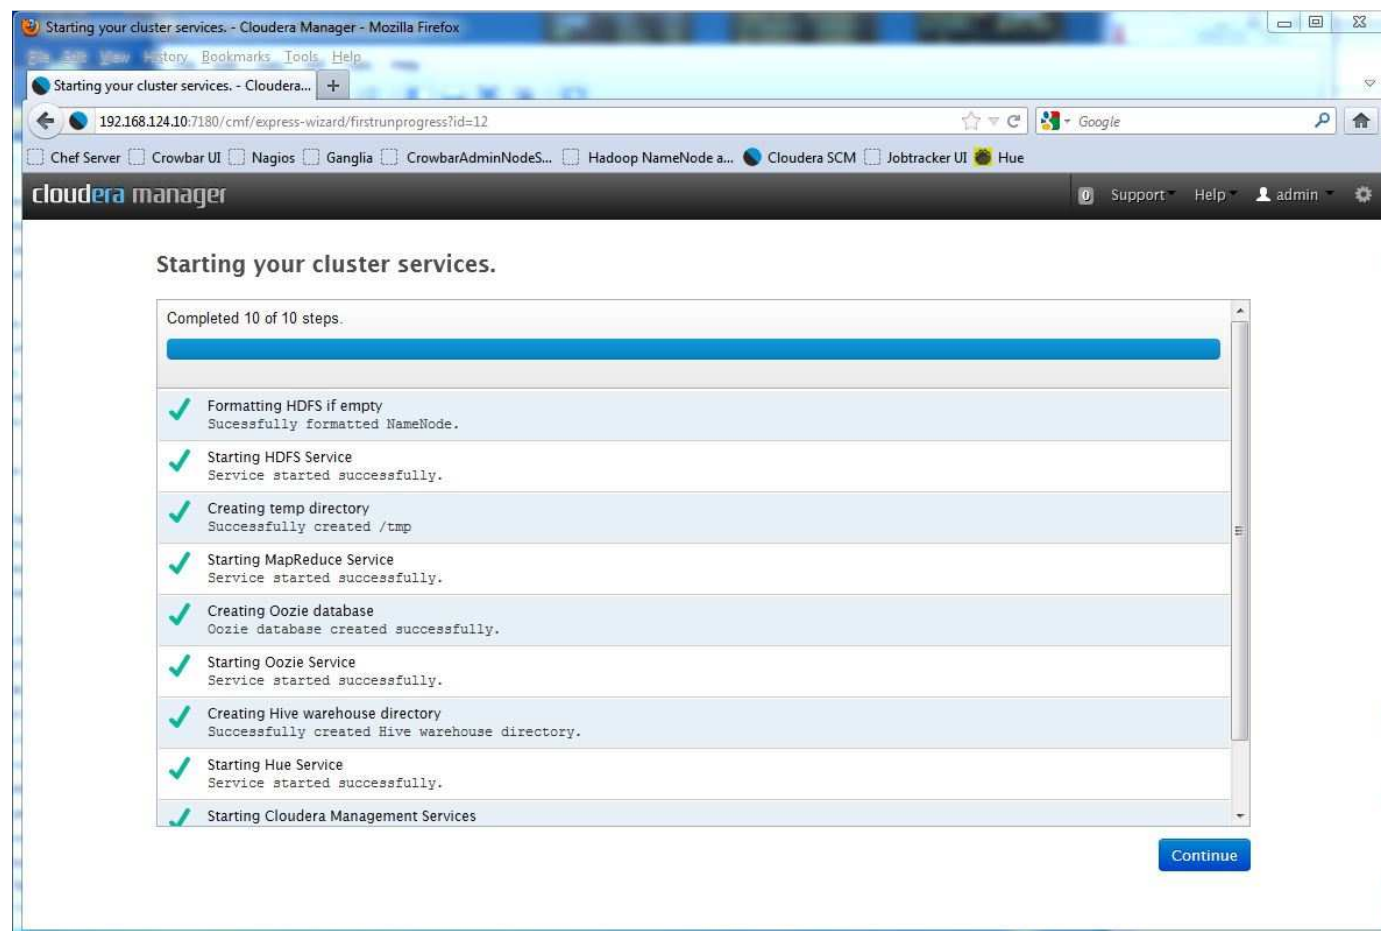 Starting your cluster services. - Cloudera Manager - Mozilla Firefox
File Edit View History Bookmarks Tools Help
Starting your cluster services. - Cloudera... +
192.168.124.10:7180/cmf/express-wizard/firstrunprogress?id=12 Google
Chef Server Crowbar UI Nagios Ganglia CrowbarAdminNodeS... Hadoop NameNode a... Cloudera SCM Jobtracker UI Hue
cloudera manager 0 Support Help admin
Starting your cluster services.
Completed 10 of 10 steps.
Formatting HDFS if empty
Sucessfully formatted NameNode.
Starting HDFS Service
Service started successfully.
Creating temp directory
Successfully created /tmp
Starting MapReduce Service
Service started successfully.
Creating Oozie database
Oozie database created successfully.
Starting Oozie Service
Service started successfully.
Creating Hive warehouse directory
Successfully created Hive warehouse directory.
Starting Hue Service
Service started successfully.
Starting Cloudera Management Services
Continue